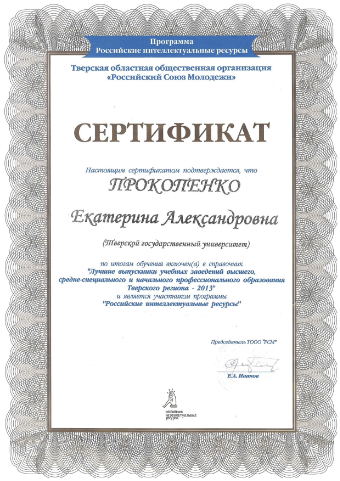 Программа
Российские интеллектуальные ресурсы
Тверская областная общественная организация
«Российский Союз Молодежи»
СЕРТИФИКАТ
Настоящим сертификатом подтверждается, что
ПРОКОПЕНКО
Екатерина Александровна
(Тверской государственный университет)
по итогам обучения включен(а) в справочник
"Лучшие выпускники учебных заведений высшего,
средне-специального и начального профессионального образования
Тверского региона - 2013"
и является участником программы
"Российские интеллектуальные ресурсы"
Председатель ТООО "РСМ"
российские
интеллектуальные
ресурсы